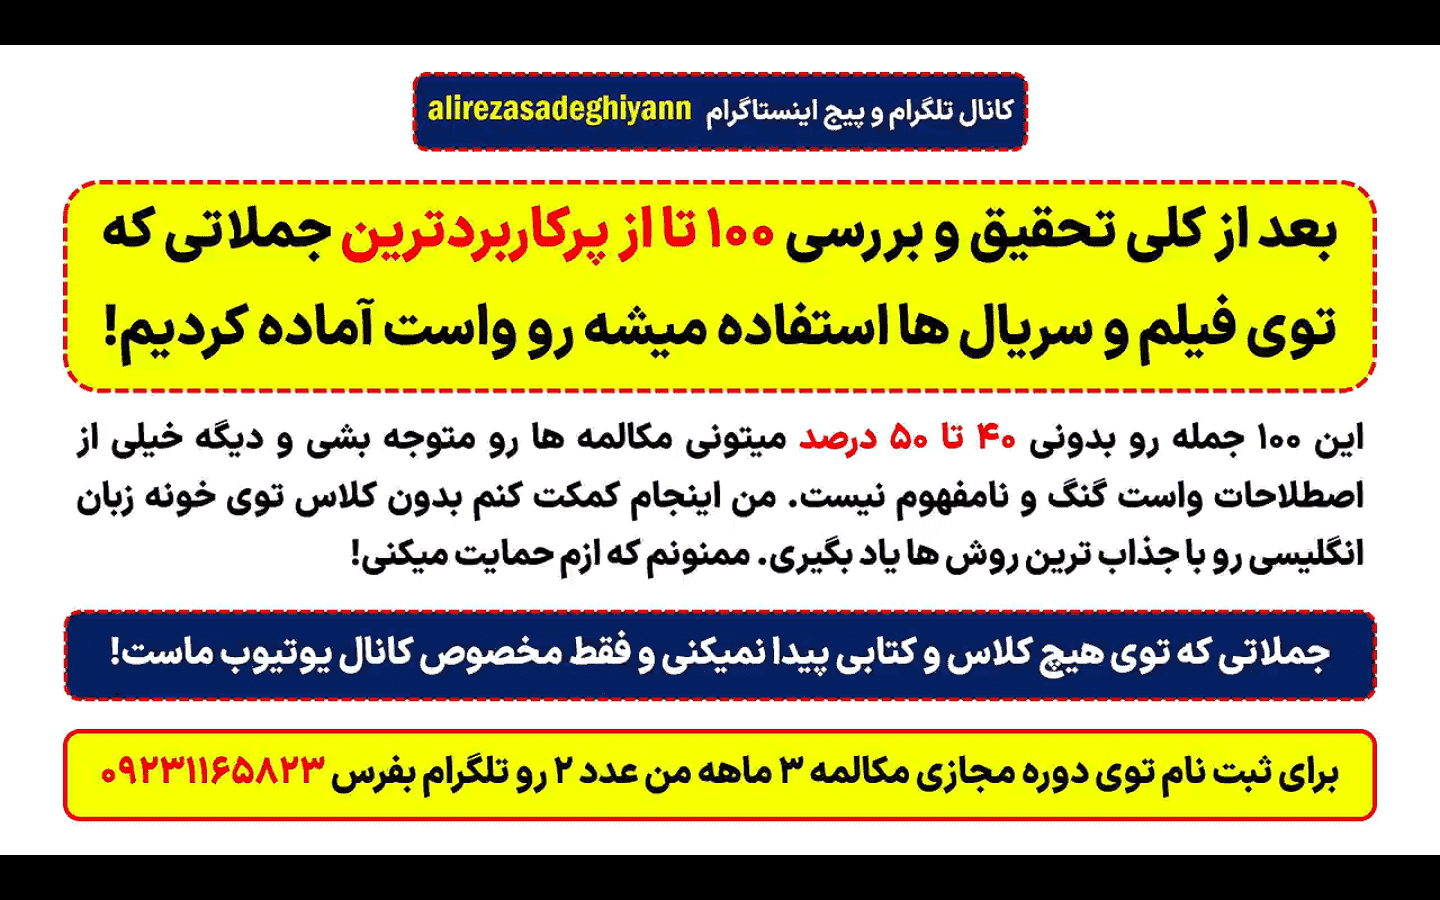 کانال تلگرام و پیج اینستاگرام alirezasadeghiyann
بعد از کلی تحقیق و بررسی ۱۰۰ تا از پرکاربردترین جملاتی که
توی فیلم و سریال ها استفاده میشه رو واست آماده کردیم!
این ۱۰۰ جمله رو بدونی ۴۰ تا ۵۰ درصد میتونی مکالمه ها رو متوجه بشی و دیگه خیلی از
اصطلاحات واست گنگ و نامفهوم نیست. من اینجام کمکت کنم بدون کلاس توی خونه زبان
انگلیسی رو با جذاب ترین روش ها یاد بگیری. ممنونم که ازم حمایت میکنی!
جملاتی که توی هیچ کلاس و کتابی پیدا نمیکنی و فقط مخصوص کانال یوتیوب ماست!
برای ثبت نام توی دوره مجازی مکالمه ۳ ماهه من عدد ۲ رو تلگرام بفرس ۰۹۲۳۱۱۶۵۸۲۳